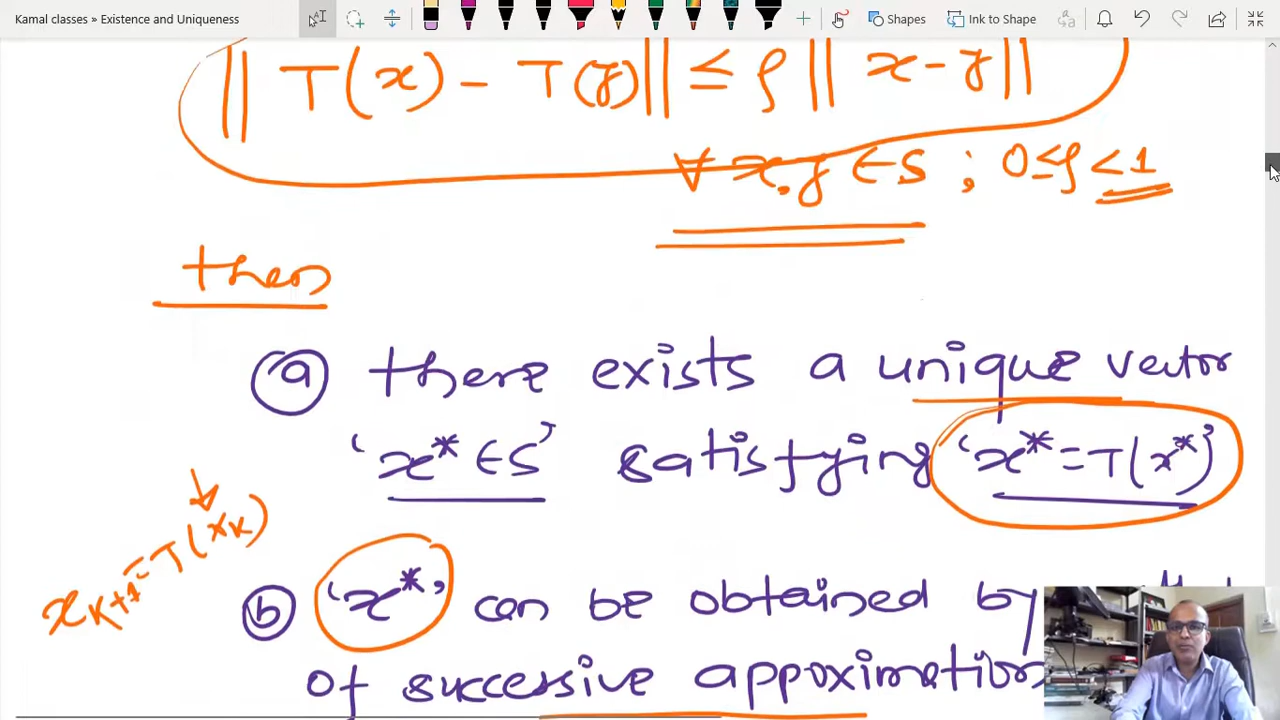 Kamal classes » Existence and Uniqueness
Shapes
Ink to Shape
|| T(x) - T(y) || ≤ ρ || x - y ||
∀ x, y ∈ S ; 0 ≤ ρ < 1
then
(a) there exists a unique vector
'x* ∈ S' satisfying 'x* = T(x*)'
x_{K+1} = T(x_K)
(b) 'x*' can be obtained by
of successive appoximation